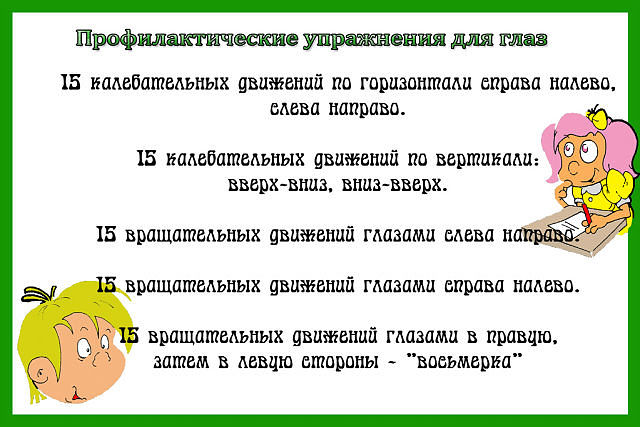 Профилактические упражнения для глаз
15 калебательных движений по горизонтали справа налево,
слева направо.
15 калебательных движений по вертикали:
вверх-вниз, вниз-вверх.
15 вращательных движений глазами слева направо.
15 вращательных движений глазами справа налево.
15 вращательных движений глазами в правую,
затем в левую стороны - "восьмерка"